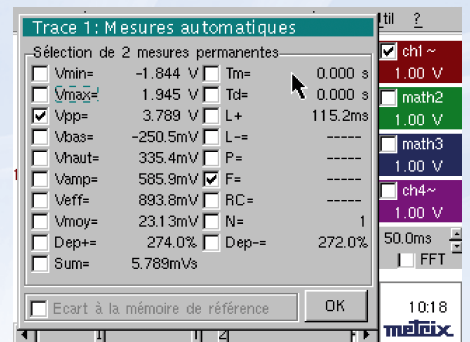 Trace 1: Mesures automatiques
til ?
Sélection de 2 mesures permanentes
Vmin= -1.844 V Tm= 0.000 s
Vmax= 1.945 V Td= 0.000 s
Vpp= 3.789 V L+ 115.2ms
Vbas= -250.5mV L-= -----
Vhaut= 335.4mV P= -----
Vamp= 585.9mV F= -----
Veff= 893.8mV RC= -----
Vmoy= 23.13mV N= 1
Dep+= 274.0% Dep-= 272.0%
Sum= 5.789mVs
Ecart à la mémoire de référence
OK
ch1~
1.00 V
math2
1.00 V
math3
1.00 V
ch4~
1.00 V
50.0ms
FFT
10:18
metrix